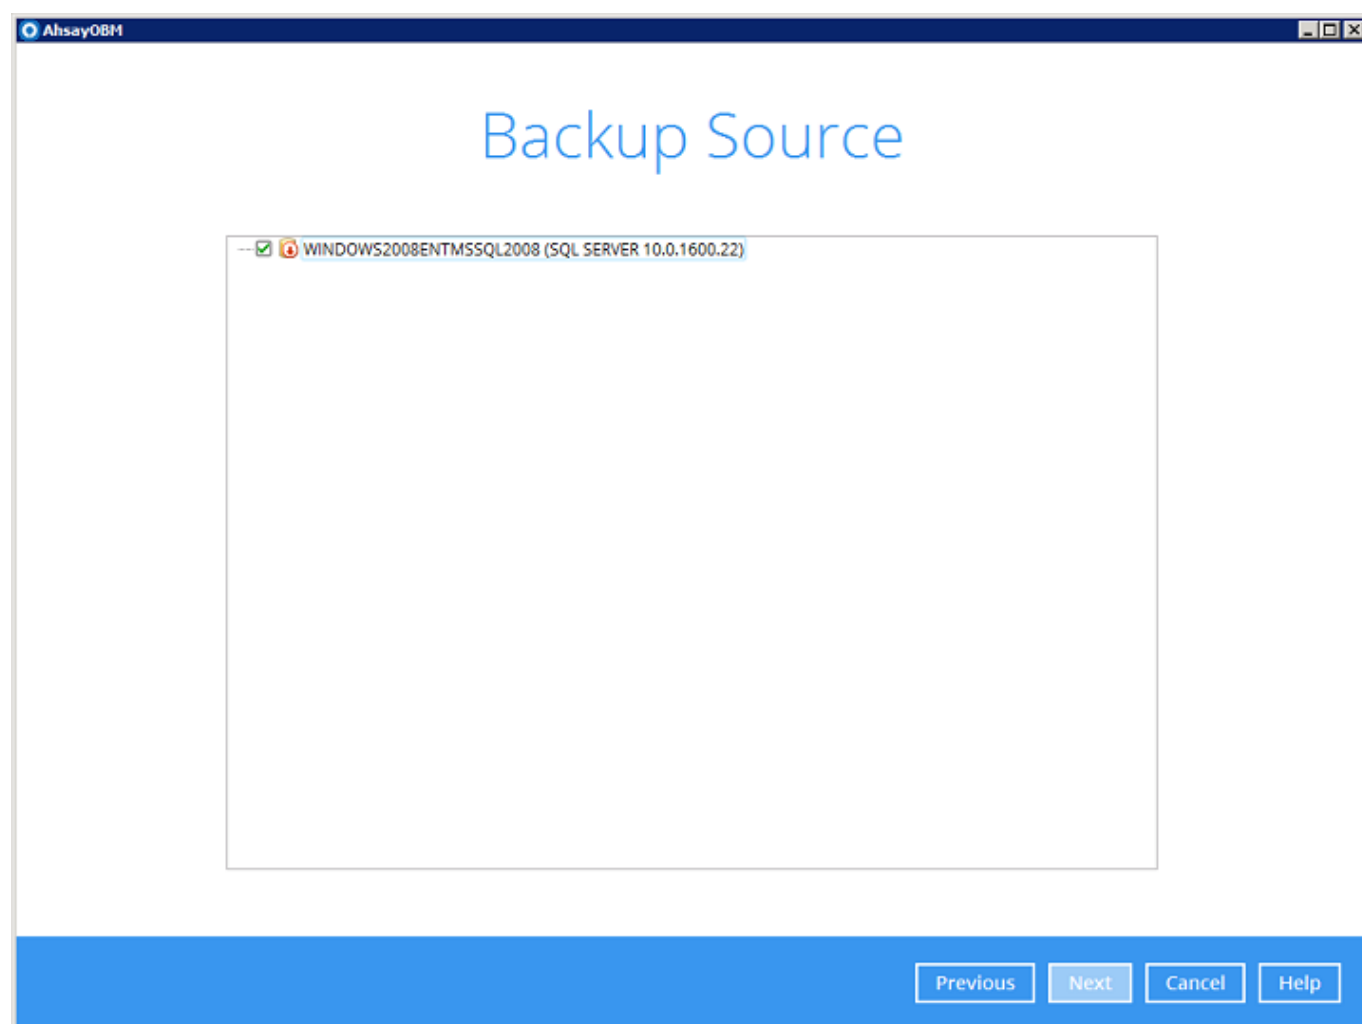 AhsayOBM
Backup Source
WINDOWS2008ENTMSSQL2008 (SQL SERVER 10.0.1600.22)
Previous Next Cancel Help